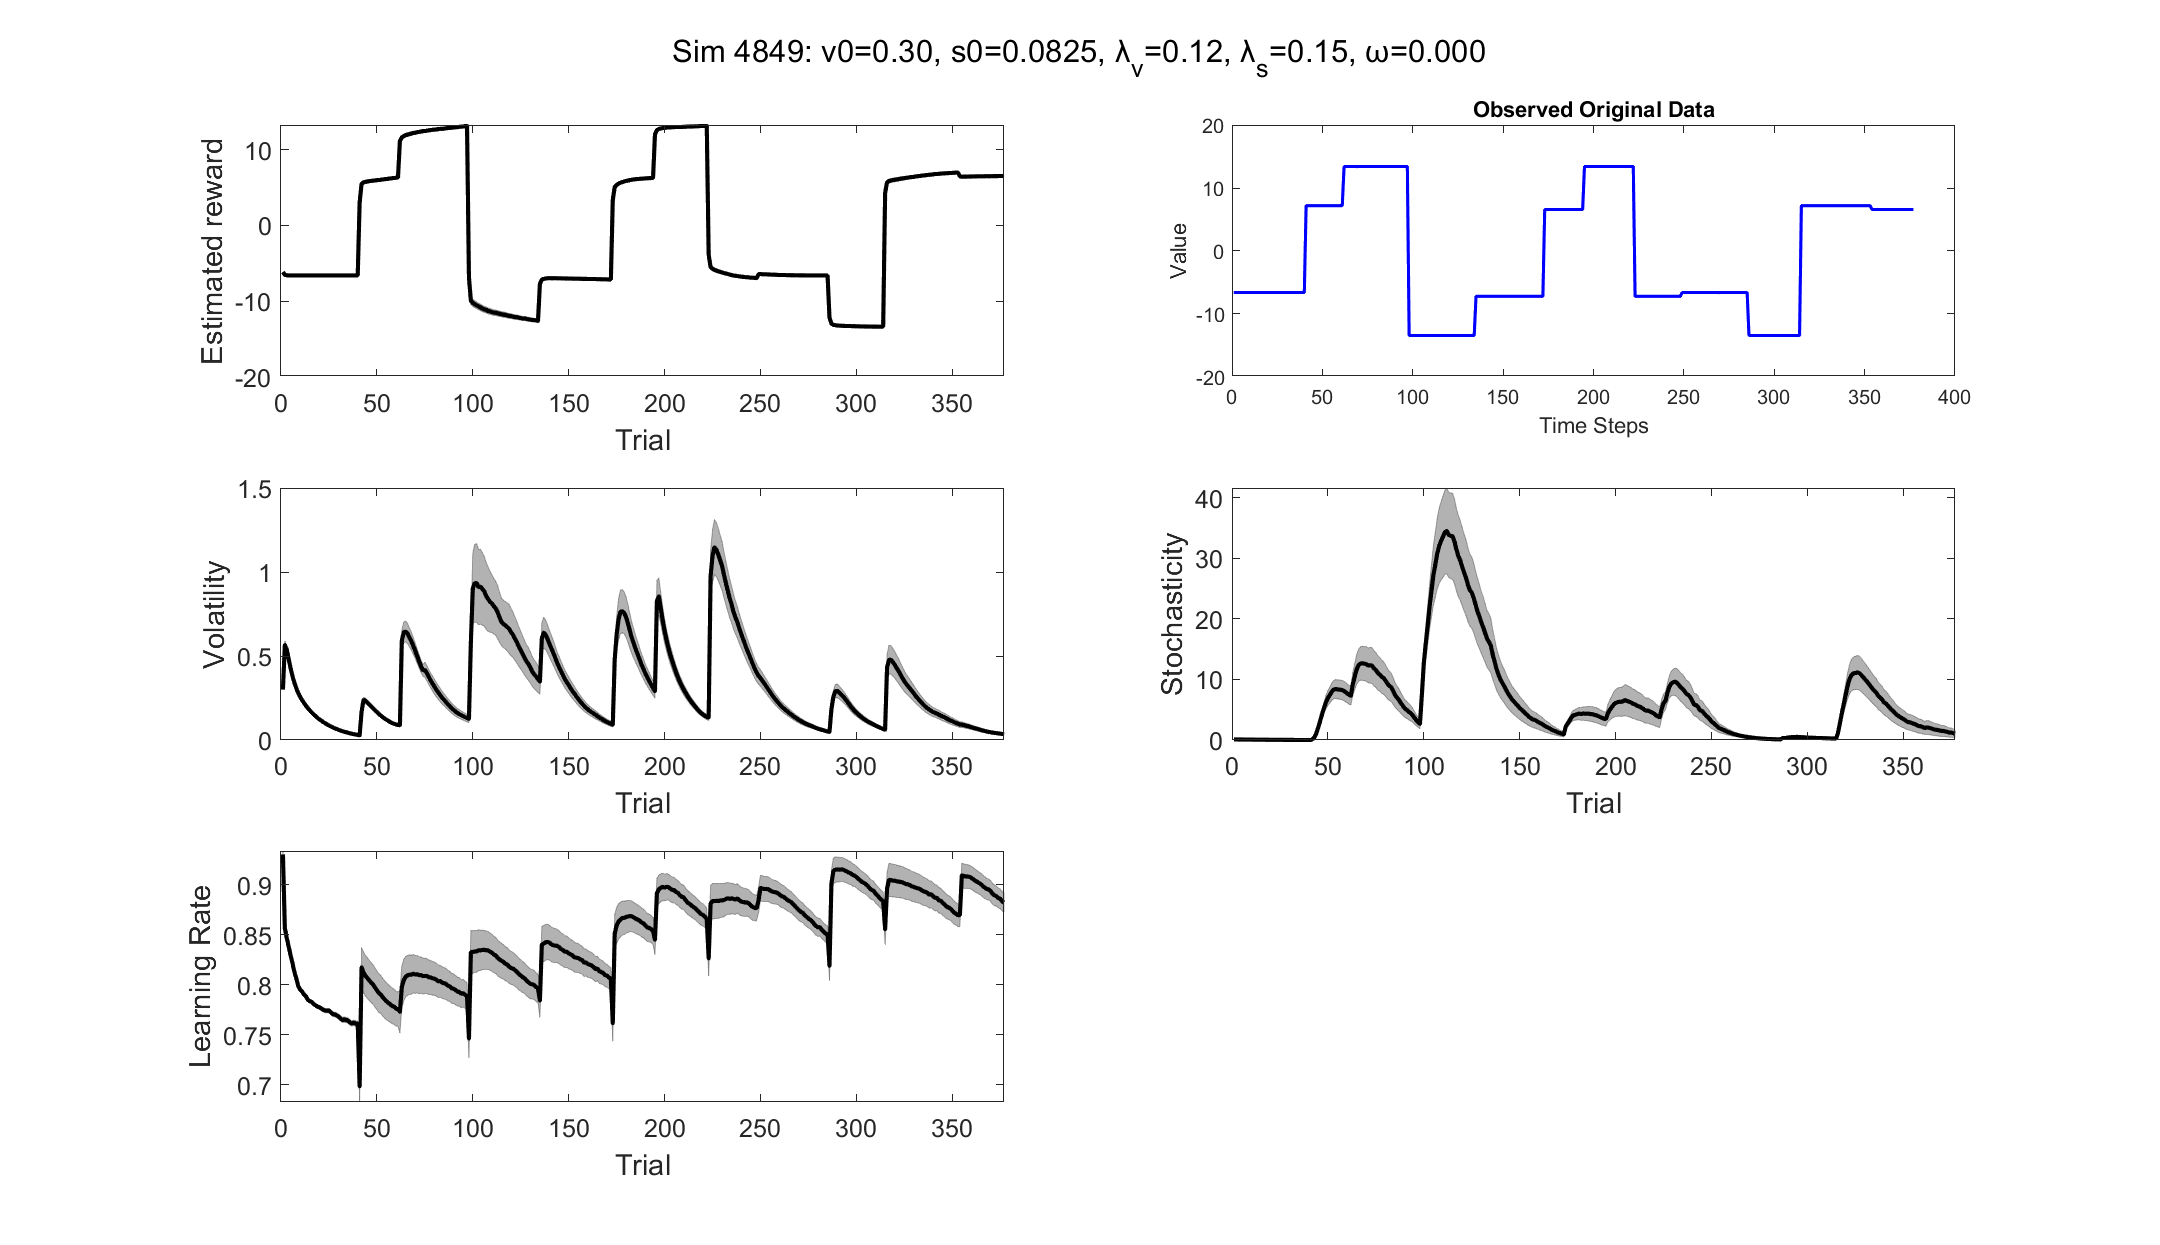 Sim 4849: v0=0.30, s0=0.0825, λ_v=0.12, λ_s=0.15, ω=0.000
Estimated reward
10
0
-10
-20
0 50 100 150 200 250 300 350
Trial
Observed Original Data
Value
20
10
0
-10
-20
0 50 100 150 200 250 300 350 400
Time Steps
Volatility
1.5
1
0.5
0
0 50 100 150 200 250 300 350
Trial
Stochasticity
40
30
20
10
0
0 50 100 150 200 250 300 350
Trial
Learning Rate
0.9
0.85
0.8
0.75
0.7
0 50 100 150 200 250 300 350
Trial